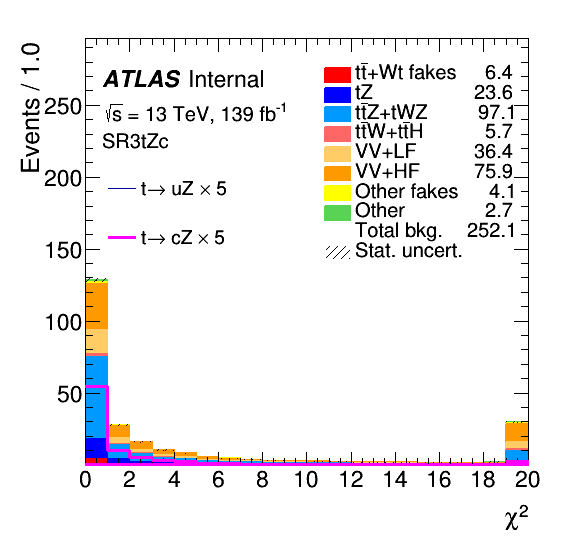 Events / 1.0
ATLAS Internal
√s = 13 TeV, 139 fb⁻¹
SR3tZc
t→ uZ × 5
t→ cZ × 5
tt̄+Wt fakes 6.4
tZ 23.6
tt̄Z+tWZ 97.1
tt̄W+tt̄H 5.7
VV+LF 36.4
VV+HF 75.9
Other fakes 4.1
Other 2.7
Total bkg. 252.1
Stat. uncert.
250
200
150
100
50
0 2 4 6 8 10 12 14 16 18 20
χ²